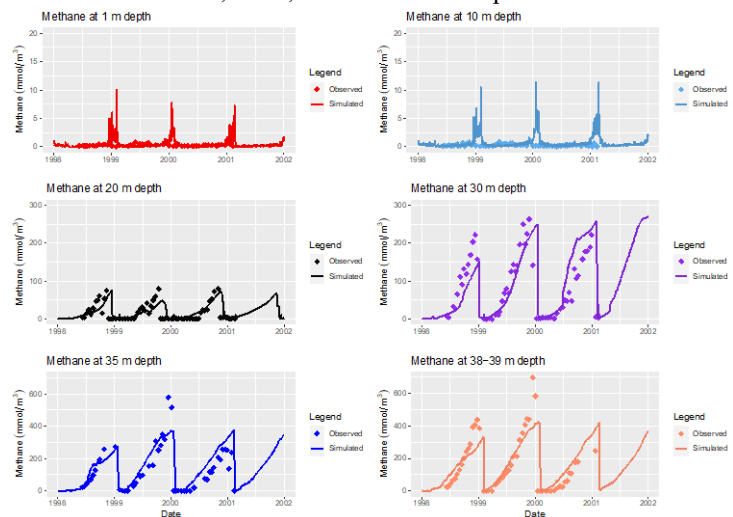 Methane at 1 m depth
Methane (mmol/m³)
20
15
10
5
0
1998
1999
2000
2001
2002
Legend
Observed
Simulated
Methane at 10 m depth
Methane (mmol/m³)
20
15
10
5
0
1998
1999
2000
2001
2002
Legend
Observed
Simulated
Methane at 20 m depth
Methane (mmol/m³)
300
200
100
0
1998
1999
2000
2001
2002
Legend
Observed
Simulated
Methane at 30 m depth
Methane (mmol/m³)
300
200
100
0
1998
1999
2000
2001
2002
Legend
Observed
Simulated
Methane at 35 m depth
Methane (mmol/m³)
600
400
200
0
1998
1999
2000
2001
2002
Date
Legend
Observed
Simulated
Methane at 38−39 m depth
Methane (mmol/m³)
600
400
200
0
1998
1999
2000
2001
2002
Date
Legend
Observed
Simulated